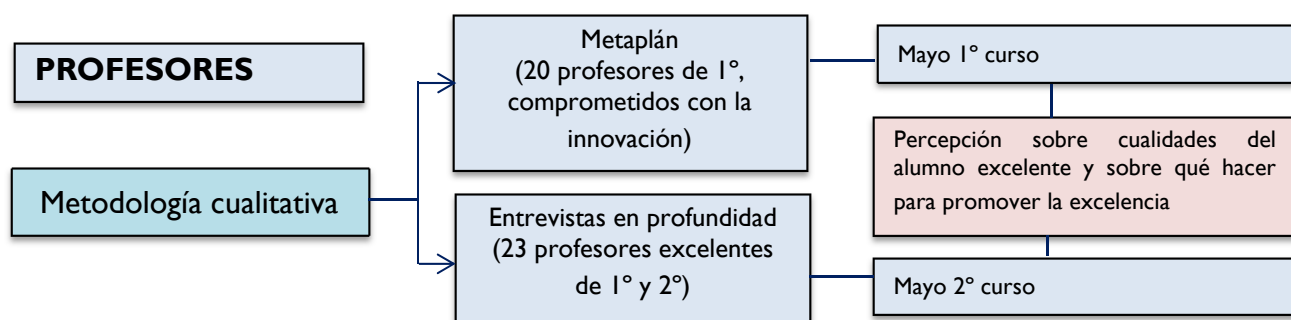 PROFESORES
Metodología cualitativa
Metaplán
(20 profesores de 1º,
comprometidos con la
innovación)
Entrevistas en profundidad
(23 profesores excelentes
de 1º y 2º)
Mayo 1º curso
Percepción sobre cualidades del
alumno excelente y sobre qué hacer
para promover la excelencia
Mayo 2º curso